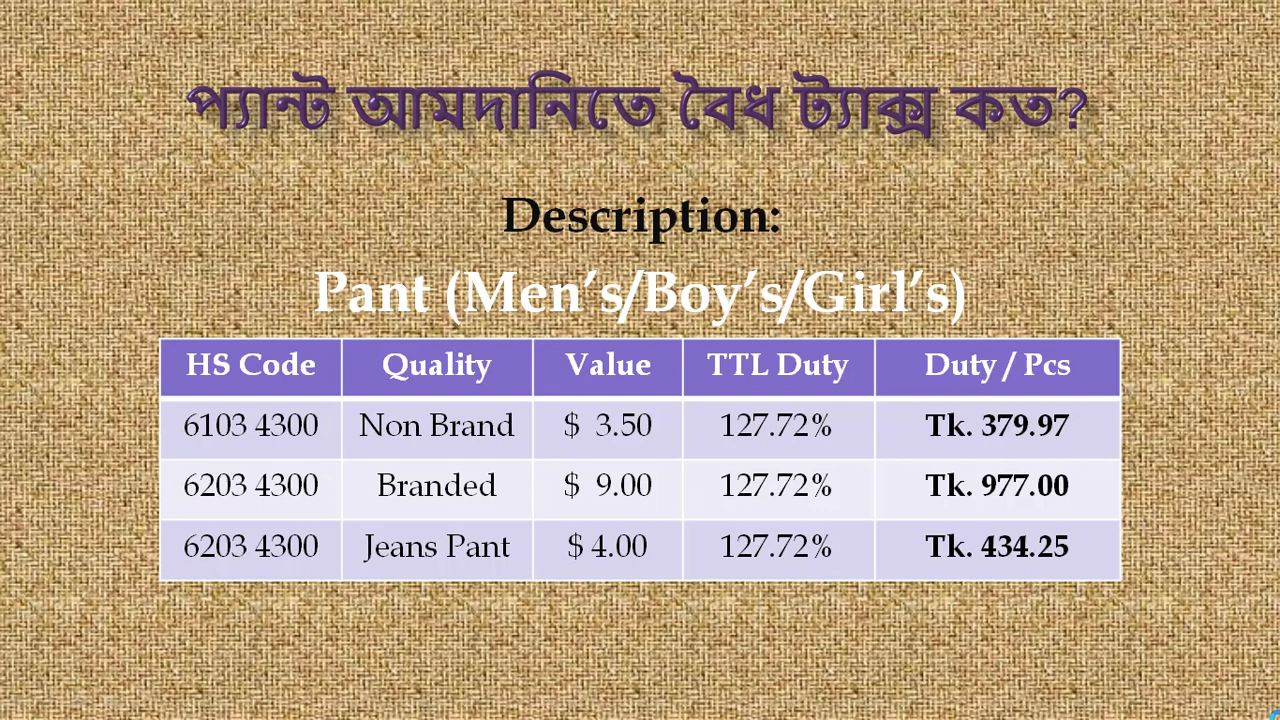 প্যান্ট আমদানিতে বৈধ ট্যাক্স কত?
Description:
Pant (Men’s/Boy’s/Girl’s)
HS Code Quality Value TTL Duty Duty / Pcs
6103 4300 Non Brand $ 3.50 127.72% Tk. 379.97
6203 4300 Branded $ 9.00 127.72% Tk. 977.00
6203 4300 Jeans Pant $ 4.00 127.72% Tk. 434.25